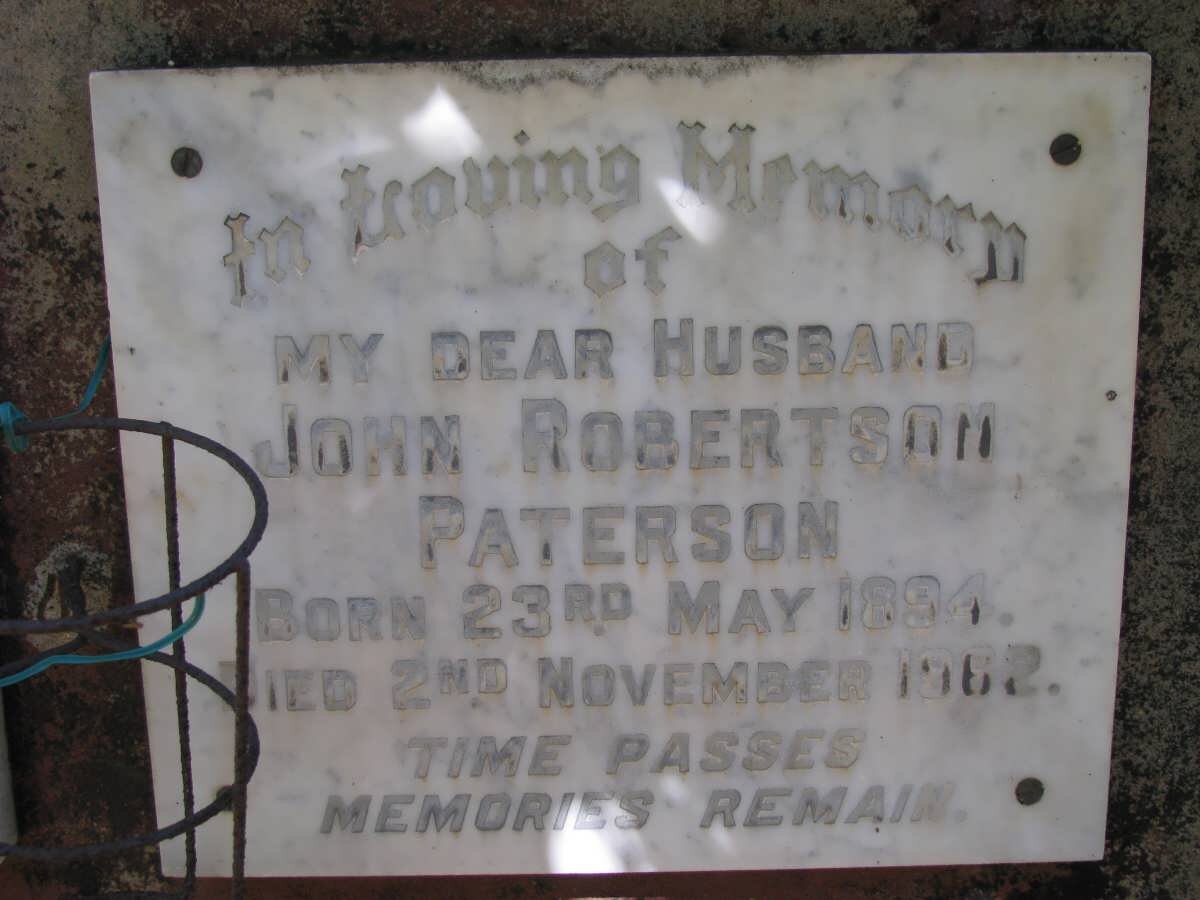 In Loving Memory
of
MY DEAR HUSBAND
JOHN ROBERTSON
PATERSON
BORN 23RD MAY 1894.
DIED 2ND NOVEMBER 1962.
TIME PASSES
MEMORIES REMAIN.